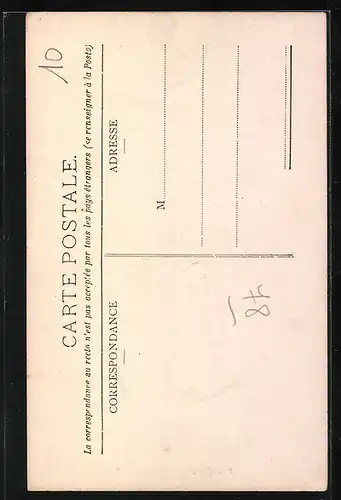 10
CARTE POSTALE.
La correspondance au recto n'est pas acceptée par tous les pays étrangers (se renseigner à la Poste)
CORRESPONDANCE
ADRESSE
M